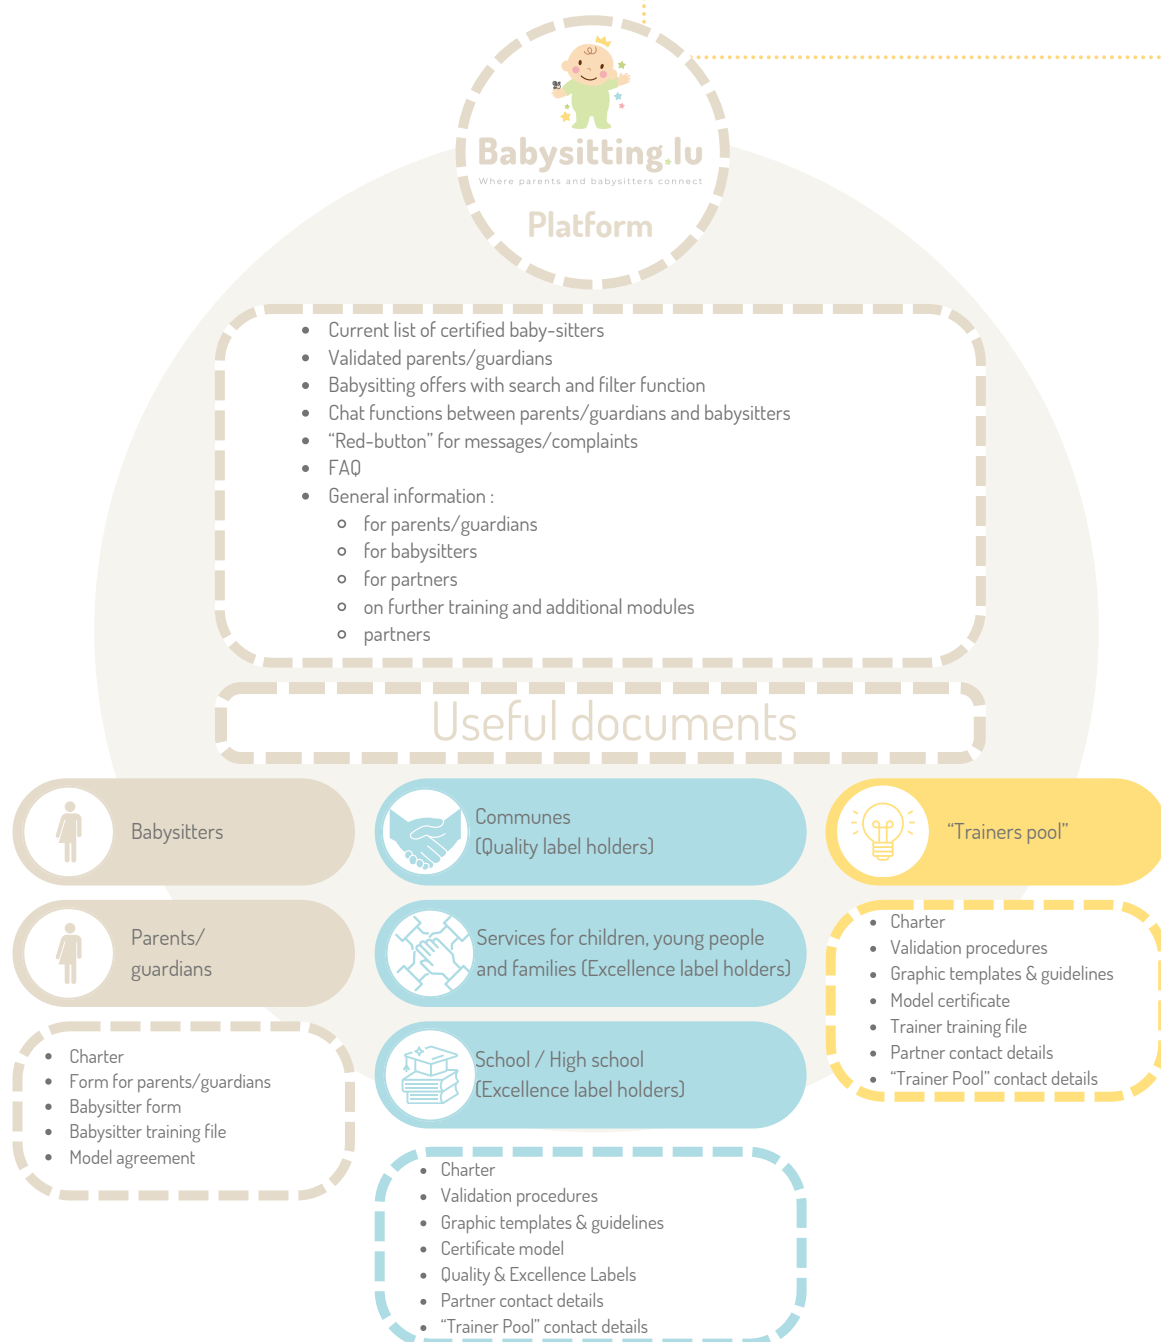 Babysitting.lu
Where parents and babysitters connect
Platform
• Current list of certified baby-sitters
• Validated parents/guardians
• Babysitting offers with search and filter function
• Chat functions between parents/guardians and babysitters
• “Red-button” for messages/complaints
• FAQ
• General information :
for parents/guardians
for babysitters
for partners
on further training and additional modules
partners
Useful documents
Babysitters
Parents/
guardians
• Charter
• Form for parents/guardians
• Babysitter form
• Babysitter training file
• Model agreement
Communes
(Quality label holders)
Services for children, young people
and families (Excellence label holders)
School / High school
(Excellence label holders)
• Charter
• Validation procedures
• Graphic templates & guidelines
• Certificate model
• Quality & Excellence Labels
• Partner contact details
• “Trainer Pool” contact details
“Trainers pool”
• Charter
• Validation procedures
• Graphic templates & guidelines
• Model certificate
• Trainer training file
• Partner contact details
• “Trainer Pool” contact details